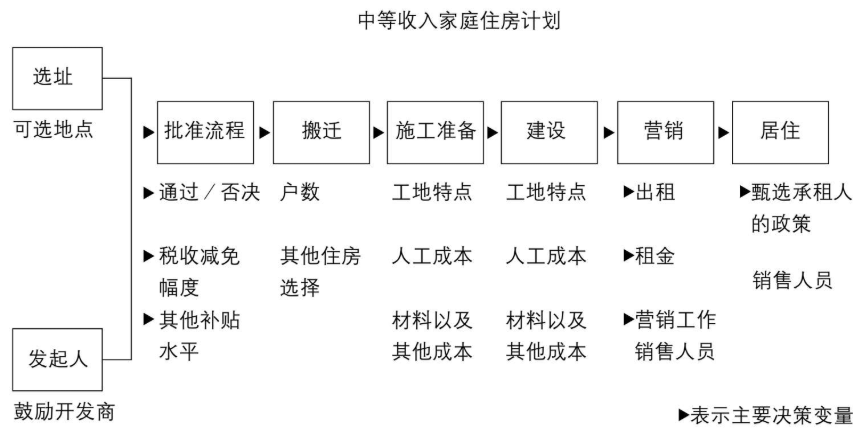 中等收入家庭住房计划
选址
可选地点
批准流程
搬迁
施工准备
建设
营销
居住
▶通过／否决
户数
工地特点
工地特点
▶出租
▶甄选承租人
的政策
▶税收减免
幅度
其他住房
选择
人工成本
人工成本
▶租金
销售人员
▶其他补贴
水平
材料以及
其他成本
材料以及
其他成本
▶营销工作
销售人员
发起人
鼓励开发商
▶表示主要决策变量